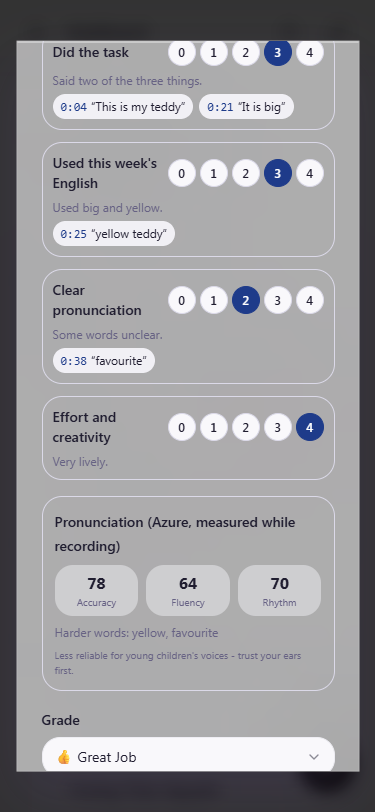 Did the task
0 1 2 3 4
Said two of the three things.
0:04 “This is my teddy” 0:21 “It is big”
Used this week's
English
0 1 2 3 4
Used big and yellow.
0:25 “yellow teddy”
Clear
pronunciation
0 1 2 3 4
Some words unclear.
0:38 “favourite”
Effort and
creativity
0 1 2 3 4
Very lively.
Pronunciation (Azure, measured while
recording)
78 64 70
Accuracy Fluency Rhythm
Harder words: yellow, favourite
Less reliable for young children's voices - trust your ears
first.
Grade
👍 Great Job